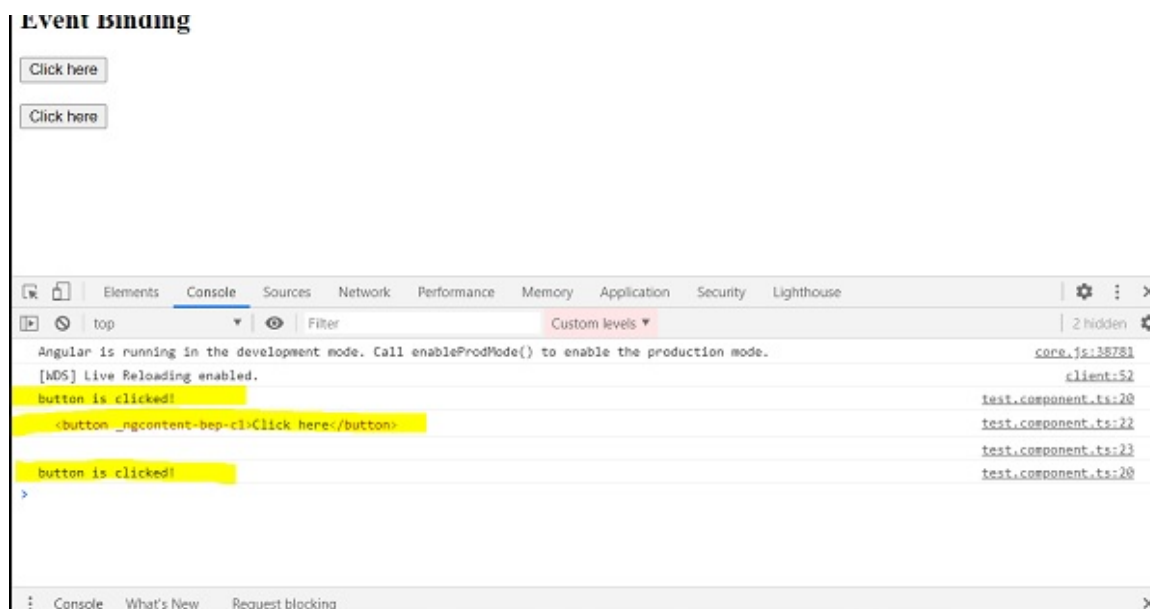 Event Binding
Click here
Click here
Elements Console Sources Network Performance Memory Application Security Lighthouse
top Filter Custom levels 2 hidden
Angular is running in the development mode. Call enableProdMode() to enable the production mode. core.js:38781
[WDS] Live Reloading enabled. client:52
button is clicked! test.component.ts:20
<button _ngcontent-bep-c1>Click here</button> test.component.ts:22
test.component.ts:23
button is clicked! test.component.ts:20
>
Console What's New Request blocking